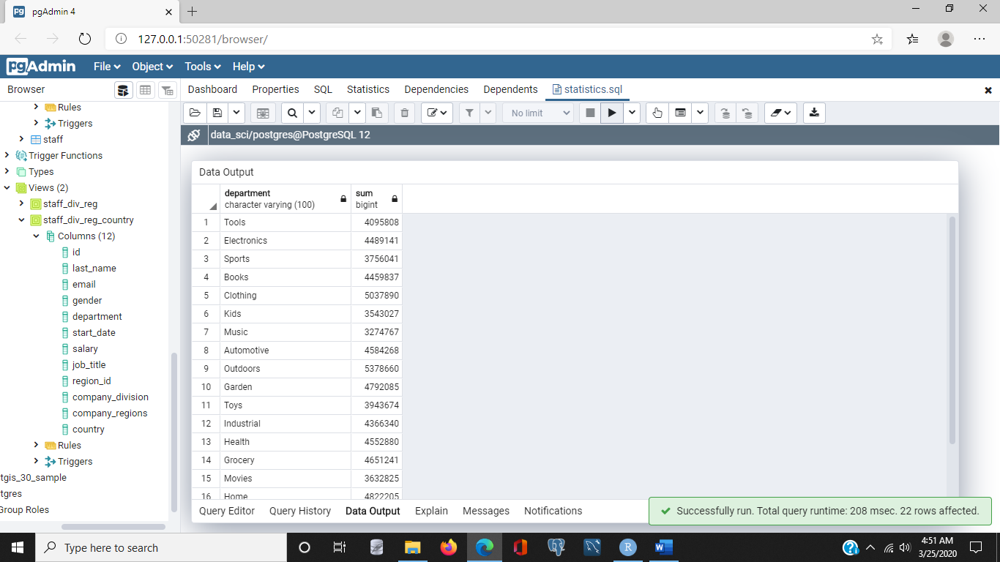 pgAdmin 4
127.0.0.1:50281/browser/
pgAdmin File Object Tools Help
Browser
Dashboard Properties SQL Statistics Dependencies Dependents statistics.sql
No limit
data_sci/postgres@PostgreSQL 12
Rules
Triggers
staff
Trigger Functions
Types
Views (2)
staff_div_reg
staff_div_reg_country
Columns (12)
id
last_name
email
gender
department
start_date
salary
job_title
region_id
company_division
company_regions
country
Rules
Triggers
tgis_30_sample
tgres
Group Roles
Data Output
department sum
character varying (100) bigint
1 Tools 4095808
2 Electronics 4489141
3 Sports 3756041
4 Books 4459837
5 Clothing 5037890
6 Kids 3543027
7 Music 3274767
8 Automotive 4584268
9 Outdoors 5378660
10 Garden 4792085
11 Toys 3943674
12 Industrial 4366340
13 Health 4552880
14 Grocery 4651241
15 Movies 3632825
16 Home 4822205
Query Editor Query History Data Output Explain Messages Notifications
Successfully run. Total query runtime: 208 msec. 22 rows affected.
Type here to search
4:51 AM
3/25/2020